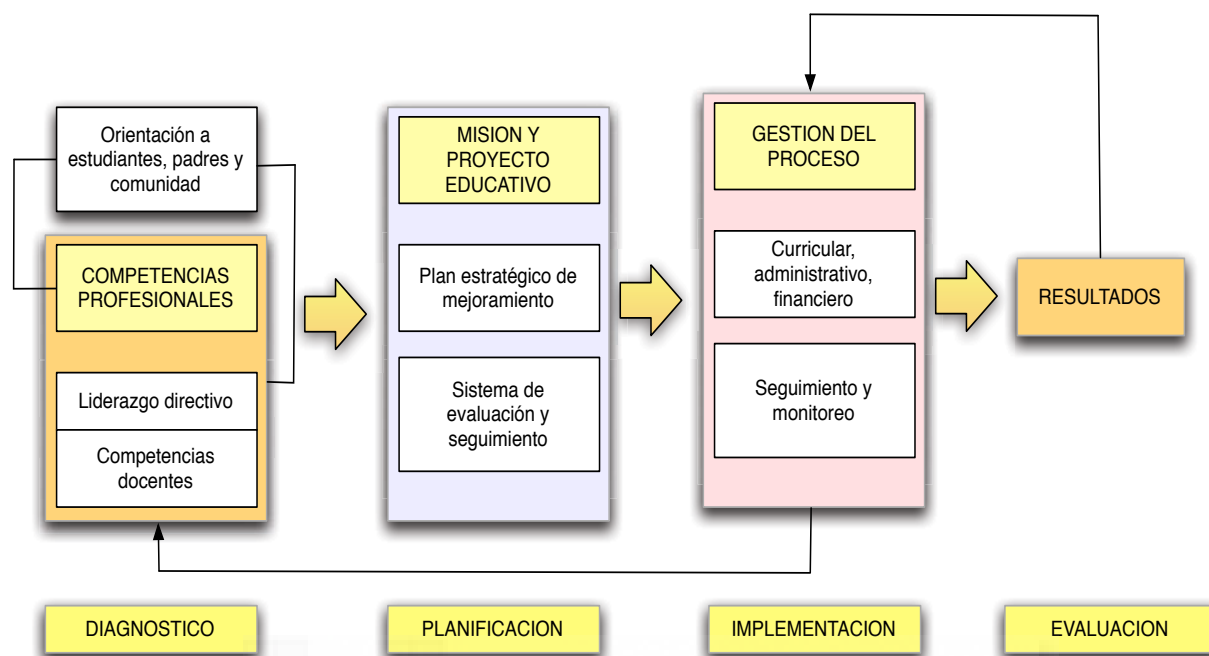 Orientación a
estudiantes, padres y
comunidad
COMPETENCIAS
PROFESIONALES
Liderazgo directivo
Competencias
docentes
MISION Y
PROYECTO
EDUCATIVO
Plan estratégico de
mejoramiento
Sistema de
evaluación y
seguimiento
GESTION DEL
PROCESO
Curricular,
administrativo,
financiero
Seguimiento y
monitoreo
RESULTADOS
DIAGNOSTICO
PLANIFICACION
IMPLEMENTACION
EVALUACION